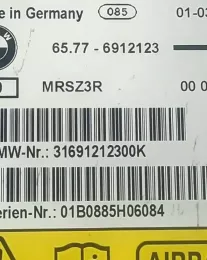 e in Germany 085 01-03
65.77 - 6912123
MRSZ3R 00 0
MW-Nr.: 31691212300K
erien-Nr.: 01B0885H06084
AIRB